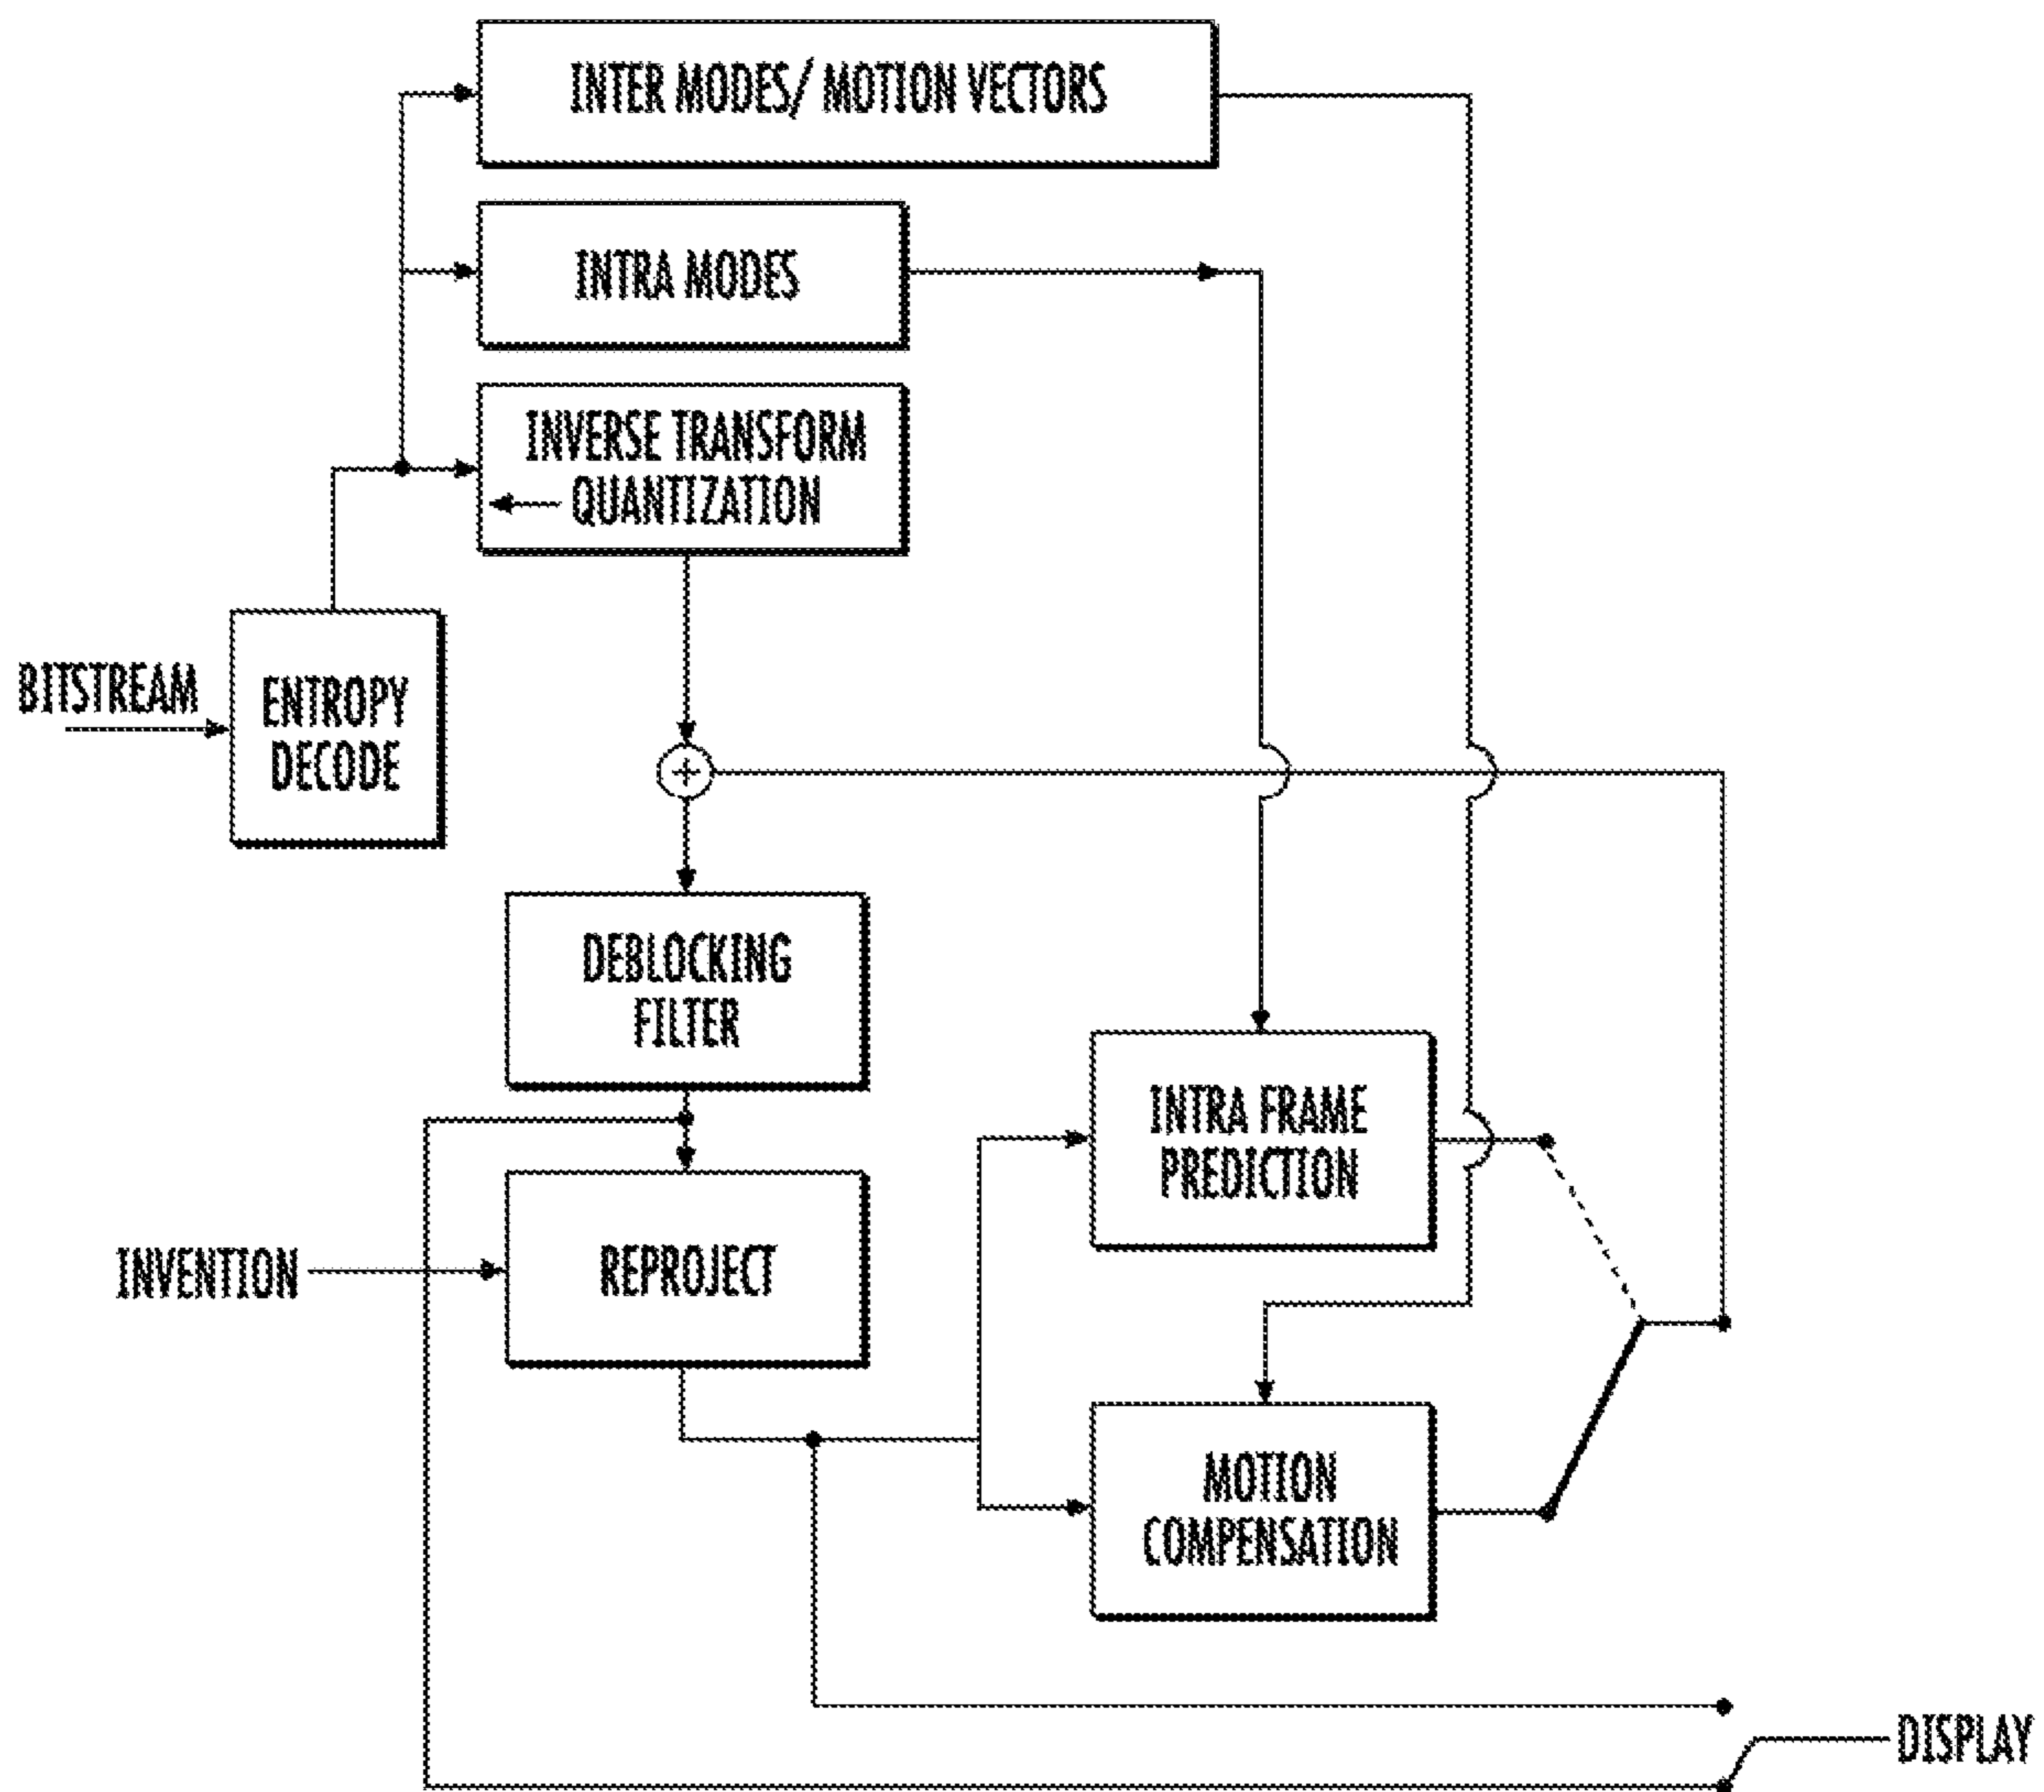 INTER MODES/ MOTION VECTORS
INTRA MODES
INVERSE TRANSFORM
QUANTIZATION
BITSTREAM
ENTROPY
DECODE
+
DEBLOCKING
FILTER
INTRA FRAME
PREDICTION
INVENTION
REPROJECT
MOTION
COMPENSATION
DISPLAY